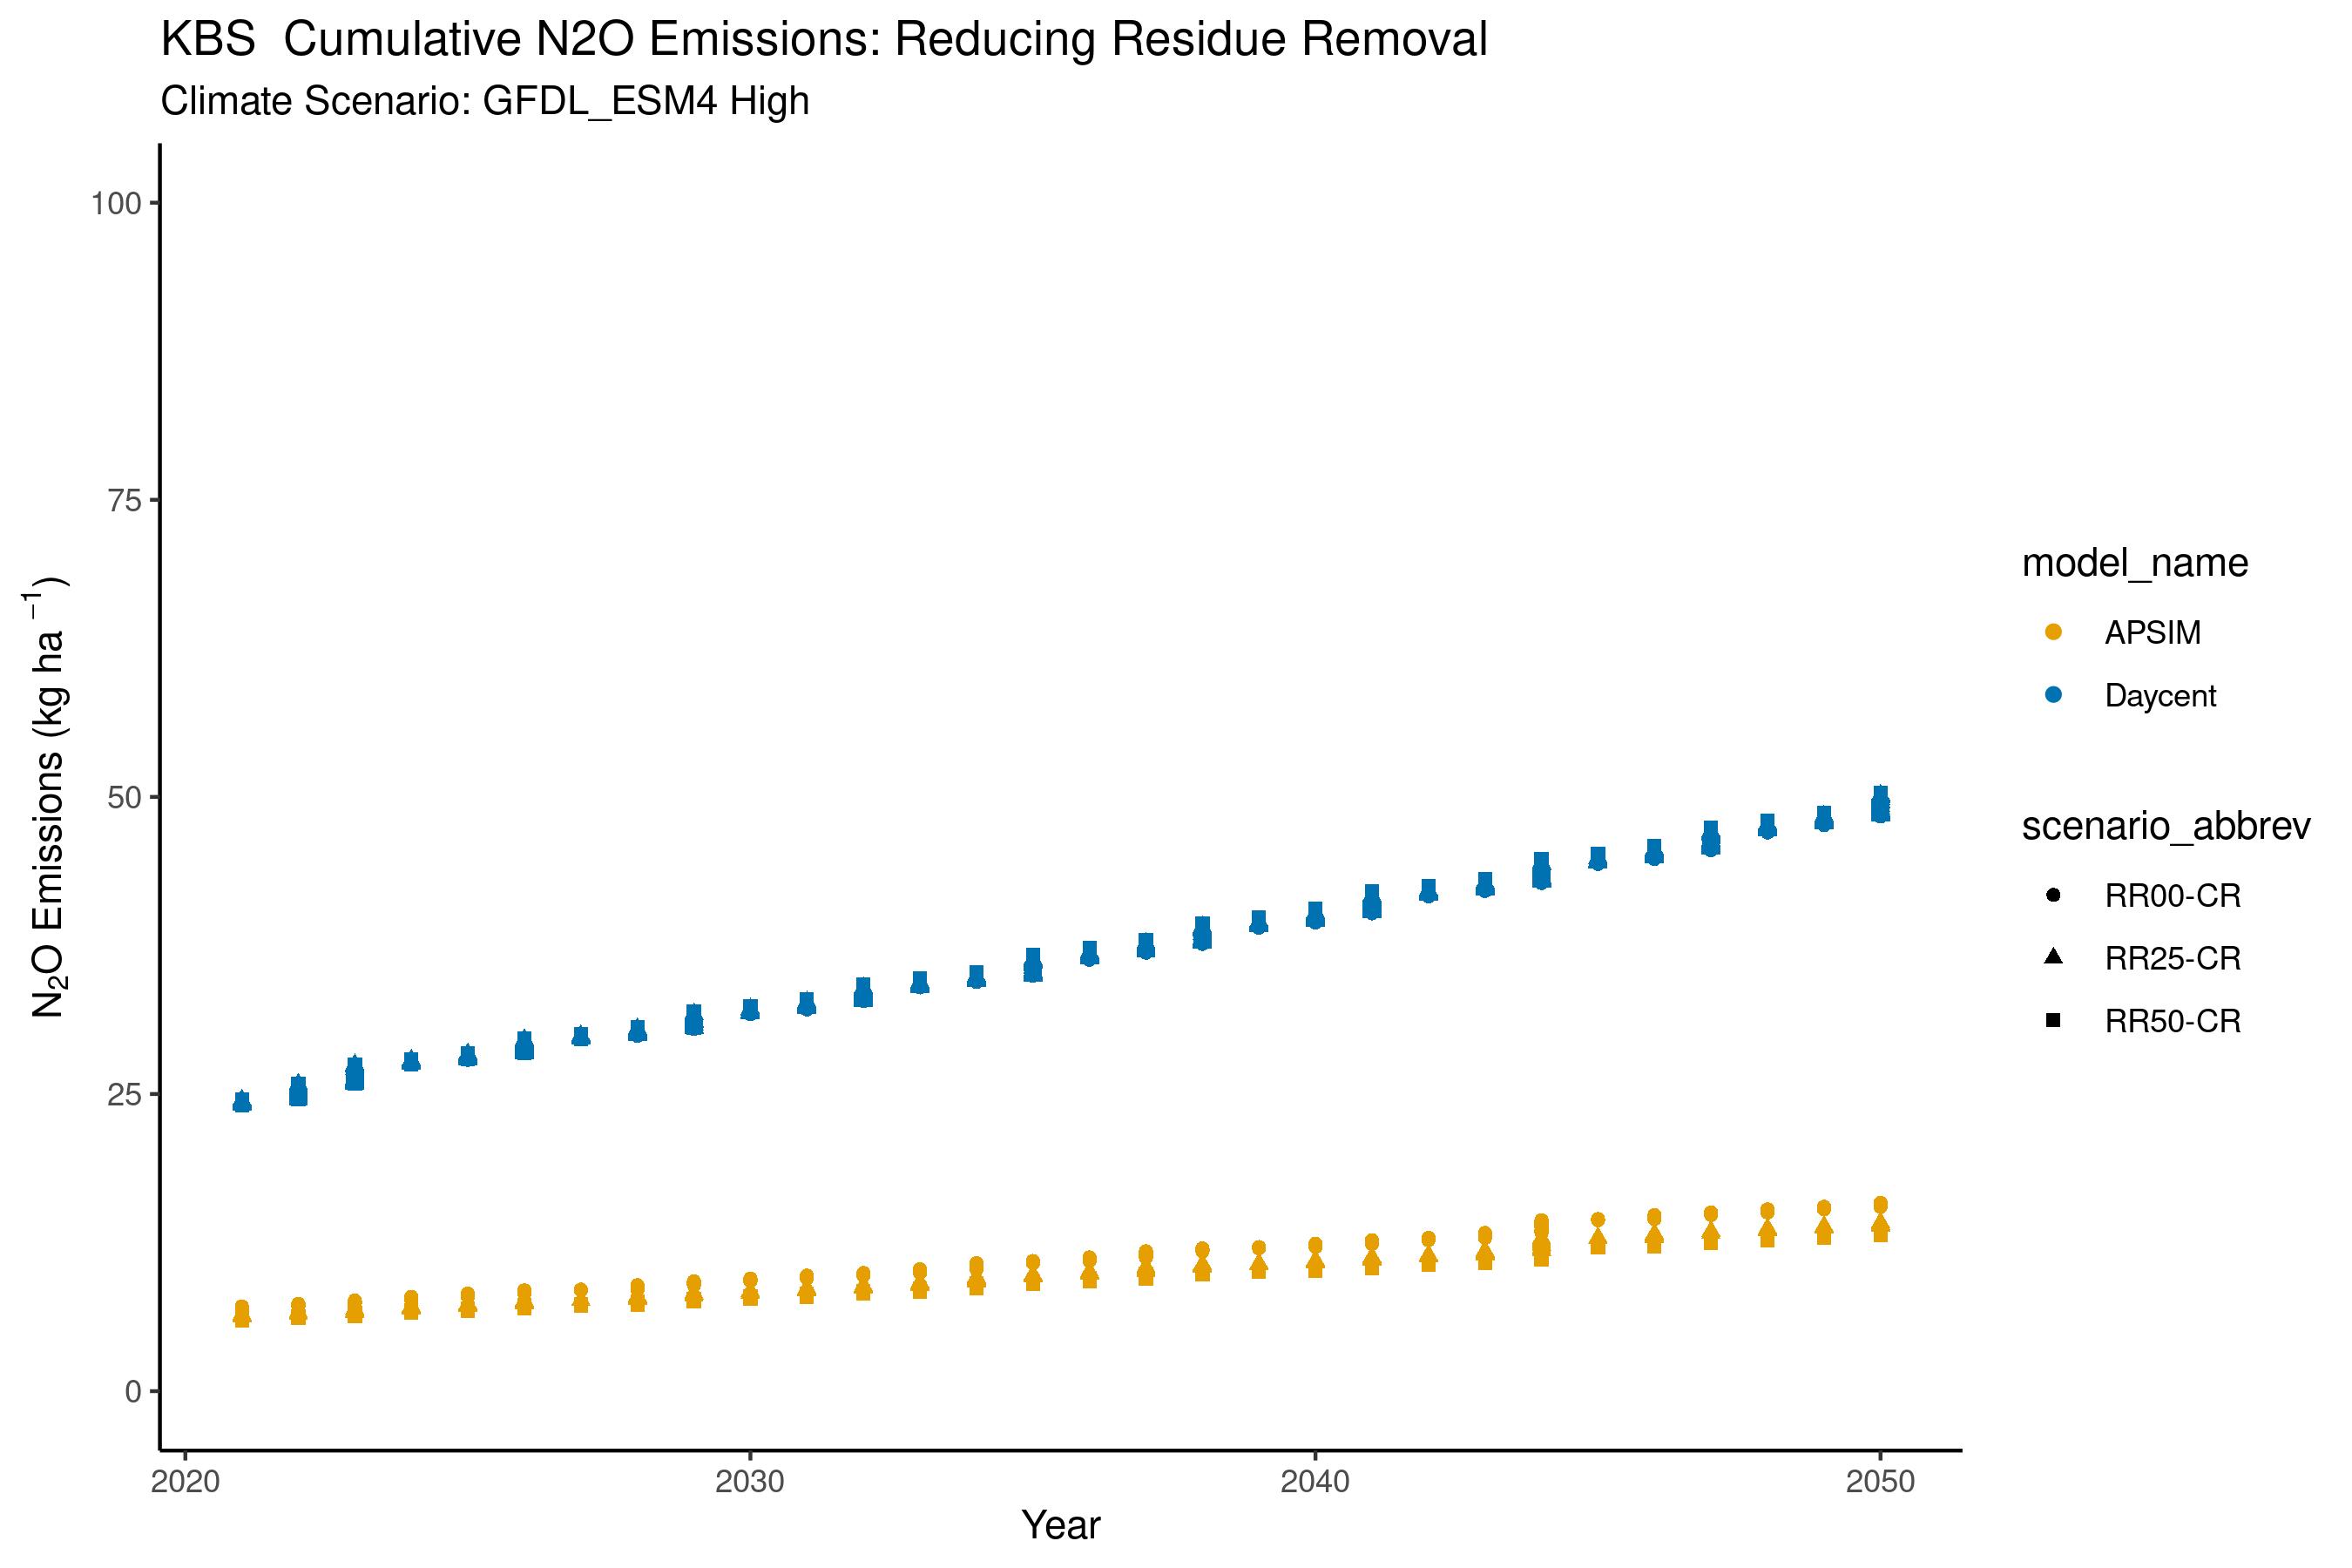 KBS  Cumulative N2O Emissions: Reducing Residue Removal
Climate Scenario: GFDL_ESM4 High
100
75
50
25
0
N₂O Emissions (kg ha⁻¹)
2020
2030
2040
2050
Year
model_name
APSIM
Daycent
scenario_abbrev
RR00-CR
RR25-CR
RR50-CR